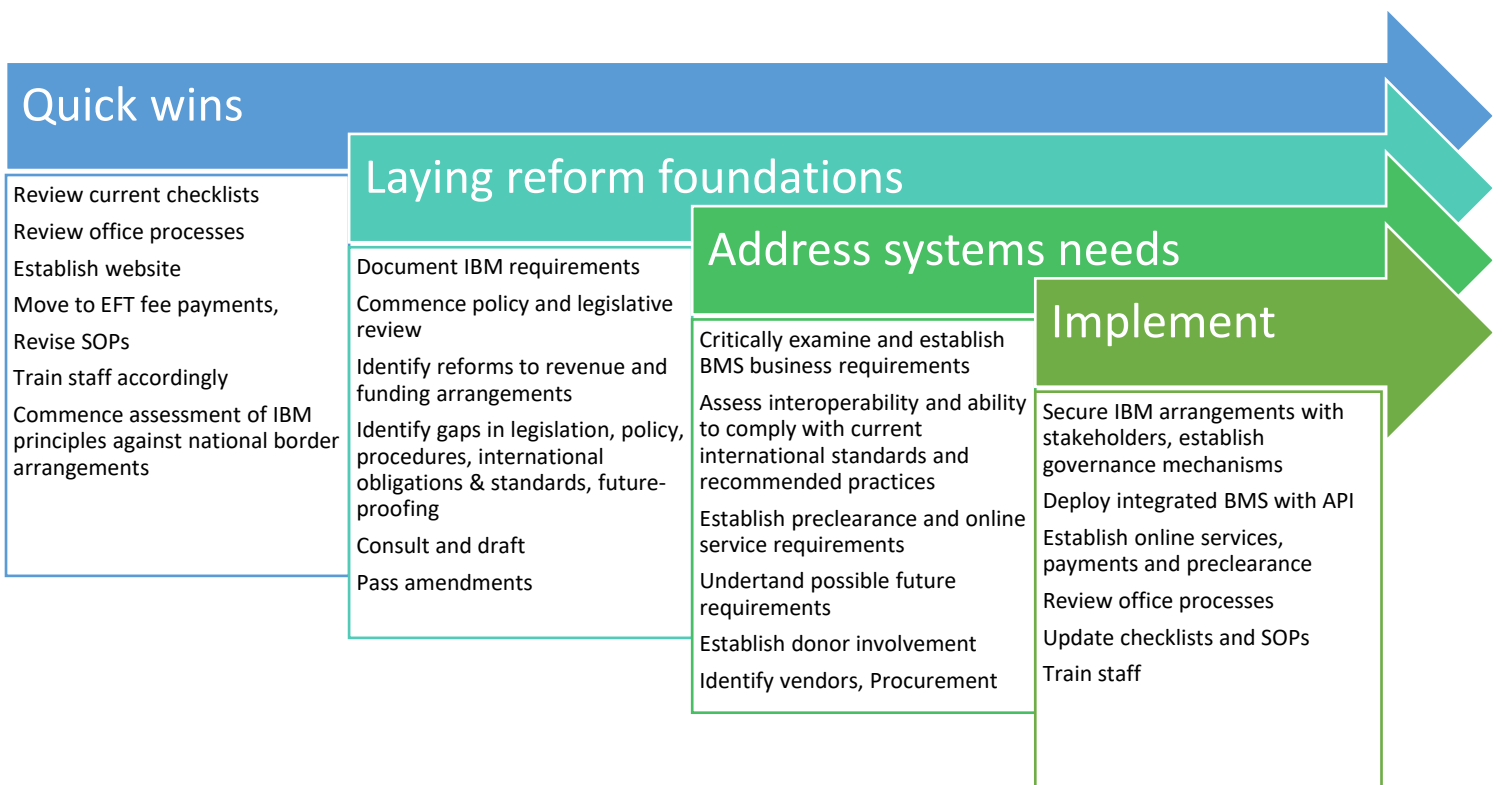 Quick wins
Review current checklists
Review office processes
Establish website
Move to EFT fee payments,
Revise SOPs
Train staff accordingly
Commence assessment of IBM
principles against national border
arrangements
Laying reform foundations
Document IBM requirements
Commence policy and legislative
review
Identify reforms to revenue and
funding arrangements
Identify gaps in legislation, policy,
procedures, international
obligations & standards, future-
proofing
Consult and draft
Pass amendments
Address systems needs
Critically examine and establish
BMS business requirements
Assess interoperability and ability
to comply with current
international standards and
recommended practices
Establish preclearance and online
service requirements
Undertand possible future
requirements
Establish donor involvement
Identify vendors, Procurement
Implement
Secure IBM arrangements with
stakeholders, establish
governance mechanisms
Deploy integrated BMS with API
Establish online services,
payments and preclearance
Review office processes
Update checklists and SOPs
Train staff